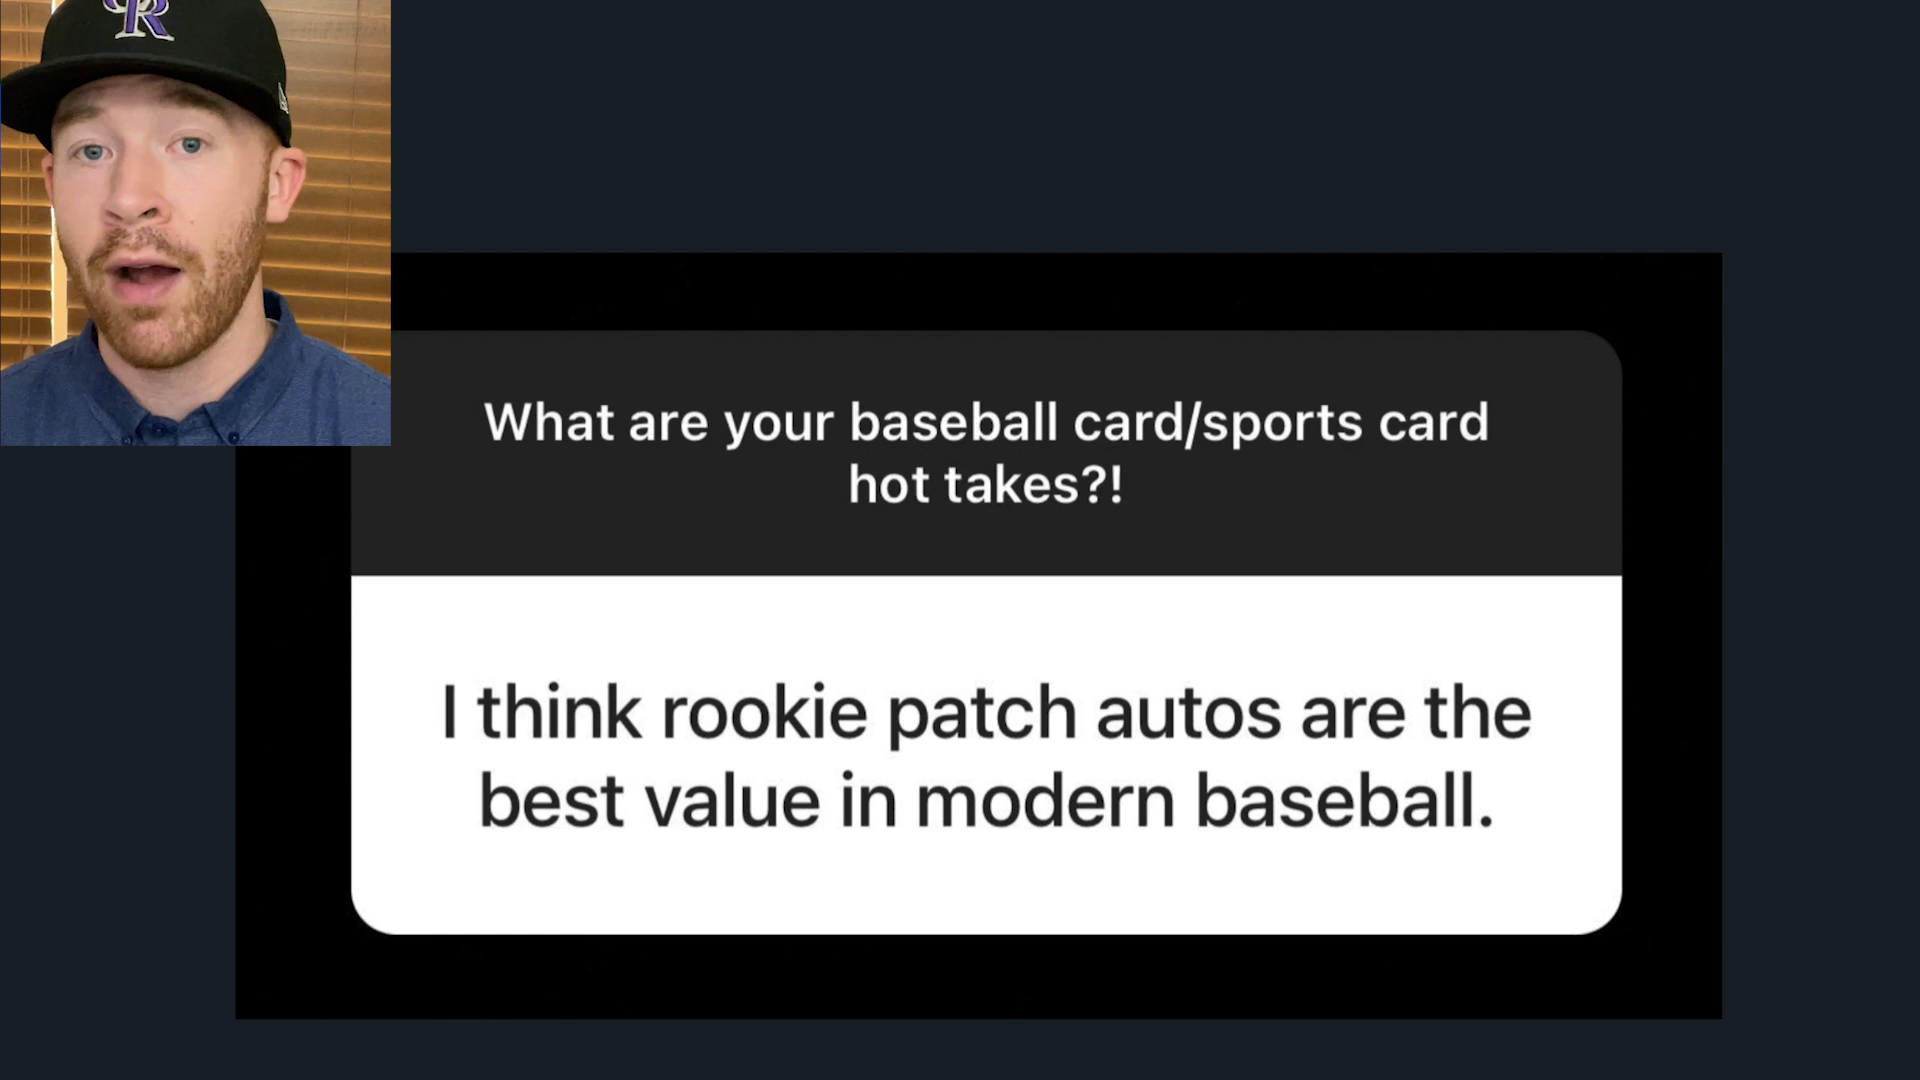 CR
What are your baseball card/sports card
hot takes?!
I think rookie patch autos are the
best value in modern baseball.